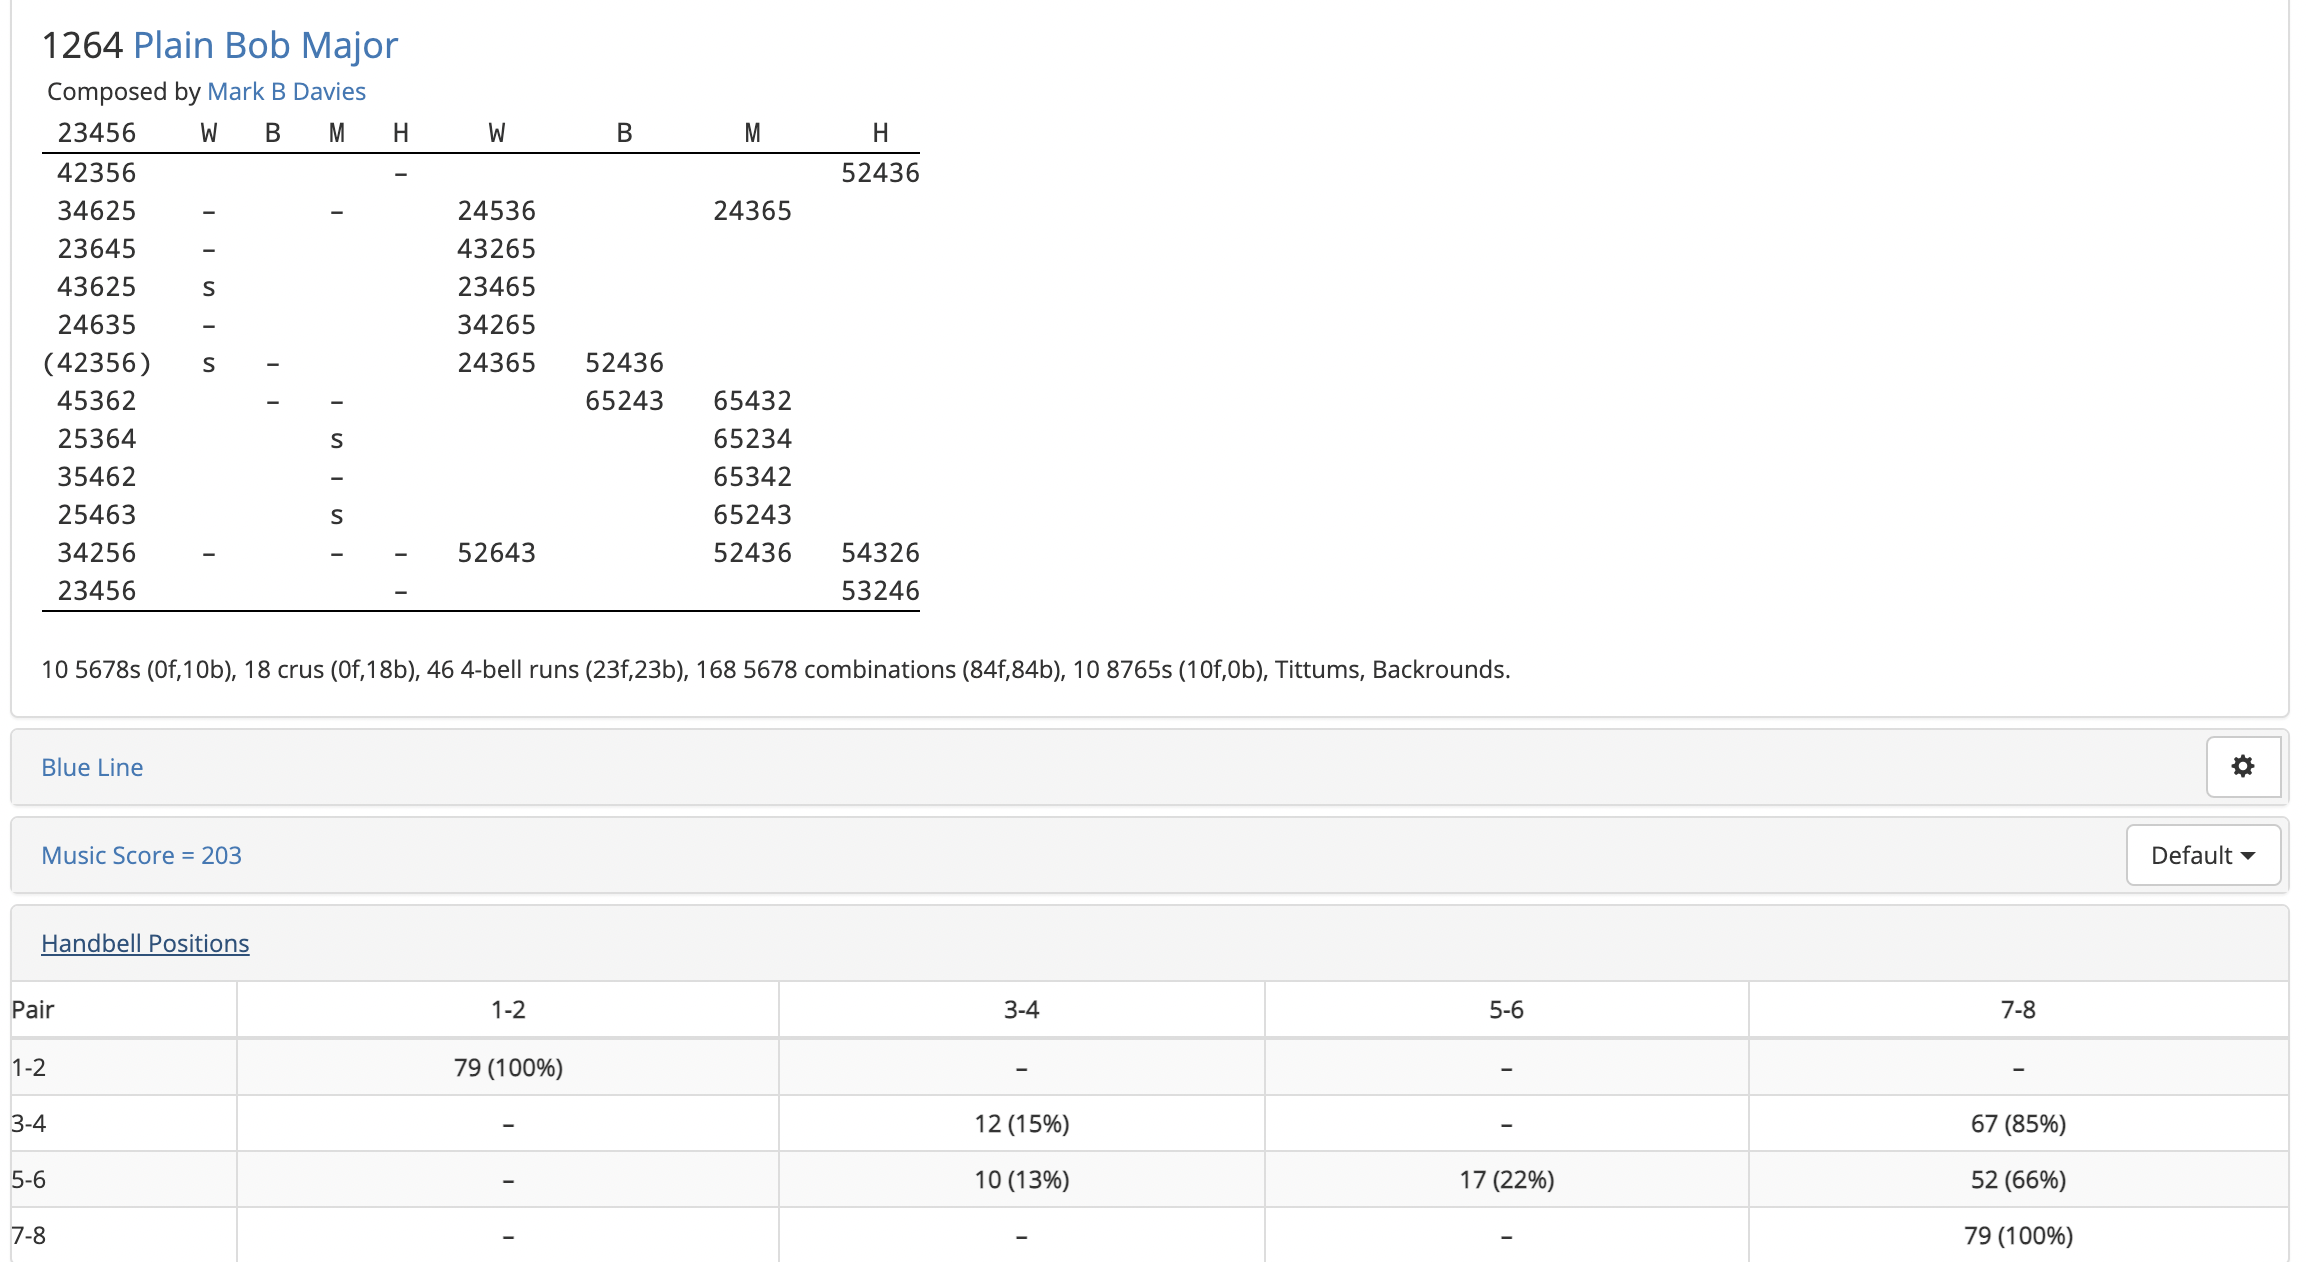 1264 Plain Bob Major
Composed by Mark B Davies
23456 W B M H W B M H
42356 – 52436
34625 – – 24536 24365
23645 – 43265
43625 s 23465
24635 – 34265
(42356) s – 24365 52436
45362 – – 65243 65432
25364 s 65234
35462 – 65342
25463 s 65243
34256 – – – 52643 52436 54326
23456 – 53246
10 5678s (0f,10b), 18 crus (0f,18b), 46 4-bell runs (23f,23b), 168 5678 combinations (84f,84b), 10 8765s (10f,0b), Tittums, Backrounds.
Blue Line
Music Score = 203 Default
Handbell Positions
Pair 1-2 3-4 5-6 7-8
1-2 79 (100%) – – –
3-4 – 12 (15%) – 67 (85%)
5-6 – 10 (13%) 17 (22%) 52 (66%)
7-8 – – – 79 (100%)